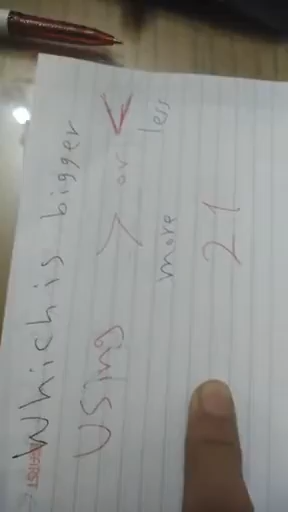 Which is bigger
using > or <
more less
21